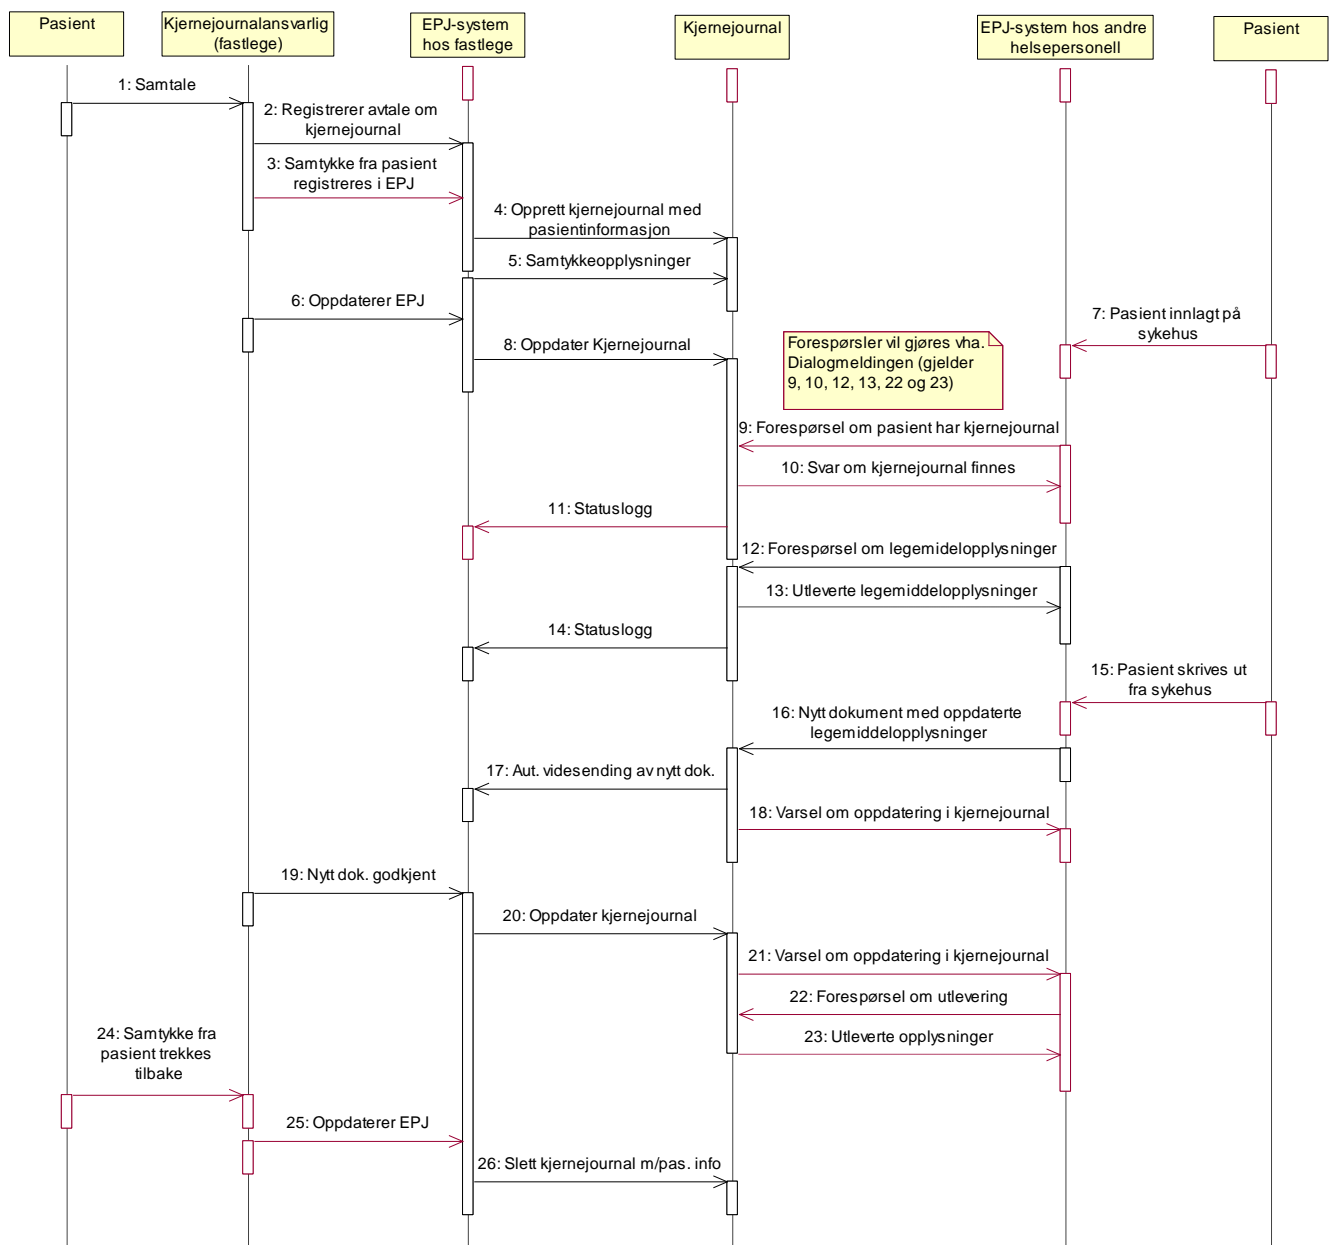 Pasient
Kjernejournalansvarlig
(fastlege)
EPJ-system
hos fastlege
Kjernejournal
EPJ-system hos andre
helsepersonell
Pasient
1: Samtale
2: Registrerer avtale om
kjernejournal
3: Samtykke fra pasient
registreres i EPJ
4: Opprett kjernejournal med
pasientinformasjon
5: Samtykkeopplysninger
6: Oppdaterer EPJ
7: Pasient innlagt på
sykehus
8: Oppdater Kjernejournal
Forespørsler vil gjøres vha.
Dialogmeldingen (gjelder
9, 10, 12, 13, 22 og 23)
9: Forespørsel om pasient har kjernejournal
10: Svar om kjernejournal finnes
11: Statuslogg
12: Forespørsel om legemidelopplysninger
13: Utleverte legemiddelopplysninger
14: Statuslogg
15: Pasient skrives ut
fra sykehus
16: Nytt dokument med oppdaterte
legemiddelopplysninger
17: Aut. videsending av nytt dok.
18: Varsel om oppdatering i kjernejournal
19: Nytt dok. godkjent
20: Oppdater kjernejournal
21: Varsel om oppdatering i kjernejournal
22: Forespørsel om utlevering
23: Utleverte opplysninger
24: Samtykke fra
pasient trekkes
tilbake
25: Oppdaterer EPJ
26: Slett kjernejournal m/pas. info